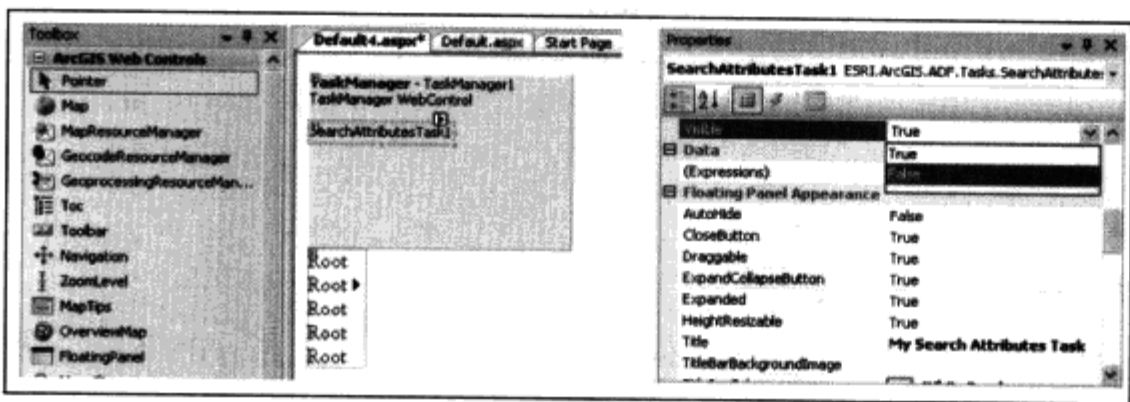 Toolbox
ArcGIS Web Controls
Pointer
Map
MapResourceManager
GeocodeResourceManager
GeoprocessingResourceMan...
Toc
Toolbar
Navigation
ZoomLevel
MapTips
OverviewMap
FloatingPanel
Default4.aspx* Default.aspx Start Page
TaskManager - TaskManager1
TaskManager WebControl
SearchAttributesTask1
Root
Root
Root
Root
Root
Properties
SearchAttributesTask1 ESRI.ArcGIS.ADF.Tasks.SearchAttributes
Visible True
Data True
(Expressions) False
Floating Panel Appearance
AutoHide False
CloseButton True
Draggable True
ExpandCollapseButton True
Expanded True
HeightResizable True
Title My Search Attributes Task
TitleBarBackgroundImage